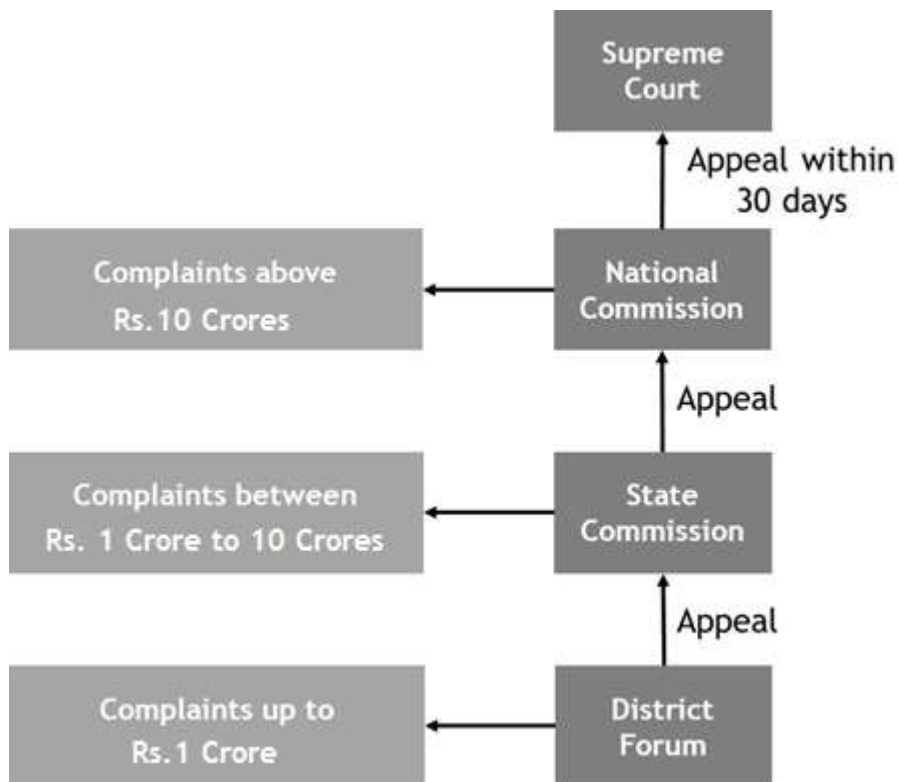 Supreme
Court
Appeal within
30 days
Complaints above
Rs.10 Crores
National
Commission
Appeal
Complaints between
Rs. 1 Crore to 10 Crores
State
Commission
Appeal
Complaints up to
Rs.1 Crore
District
Forum